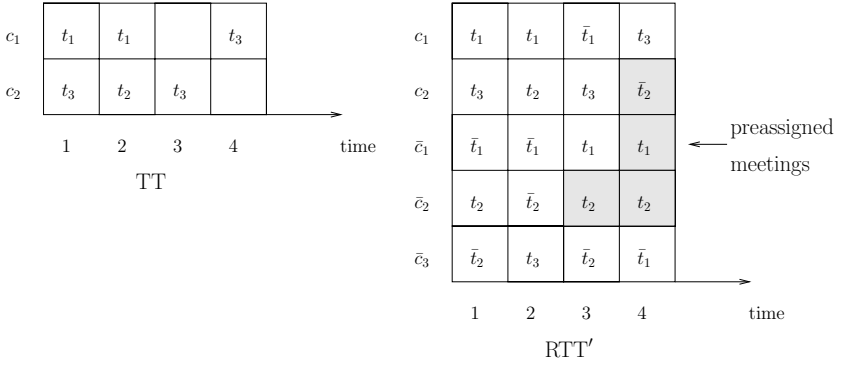 c₁ t₁ t₁ t₃
c₂ t₃ t₂ t₃
1 2 3 4 time
TT
c₁ t₁ t₁ t̄₁ t₃
c₂ t₃ t₂ t₃ t̄₂
c̄₁ t̄₁ t̄₁ t₁ t₁
c̄₂ t₂ t̄₂ t₂ t₂
c̄₃ t̄₂ t₃ t̄₂ t̄₁
1 2 3 4 time
RTT′
preassigned
meetings